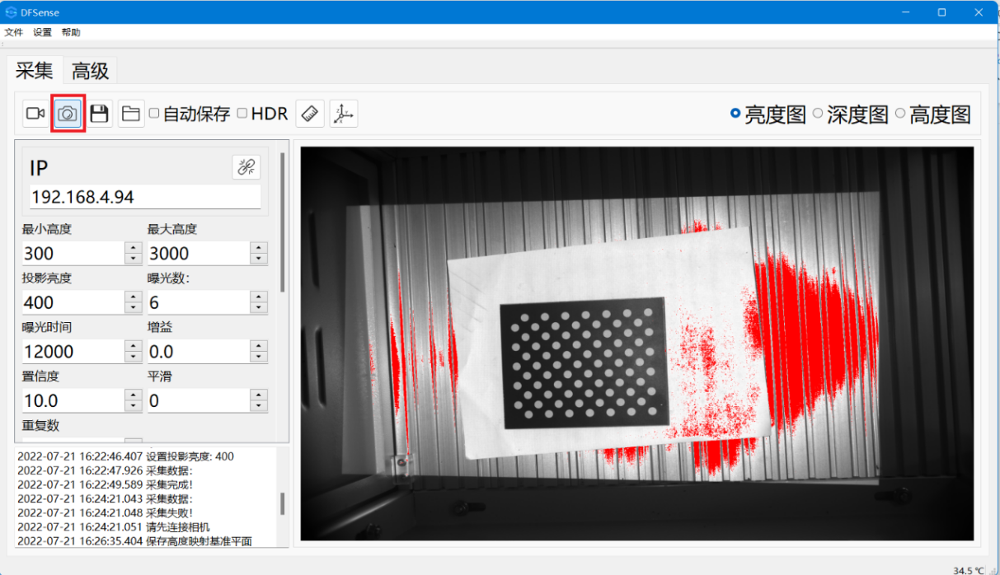 DFSense
文件 设置 帮助
采集 高级
自动保存 HDR 亮度图 深度图 高度图
IP
192.168.4.94
最小高度 最大高度
300 3000
投影亮度 曝光数:
400 6
曝光时间 增益
12000 0.0
置信度 平滑
10.0 0
重复数
2022-07-21 16:22:46.407 设置投影亮度: 400
2022-07-21 16:22:47.926 采集数据:
2022-07-21 16:22:49.589 采集完成!
2022-07-21 16:24:21.043 采集数据:
2022-07-21 16:24:21.048 采集失败!
2022-07-21 16:24:21.051 请先连接相机
2022-07-21 16:26:35.404 保存高度映射基准平面
34.5 ℃